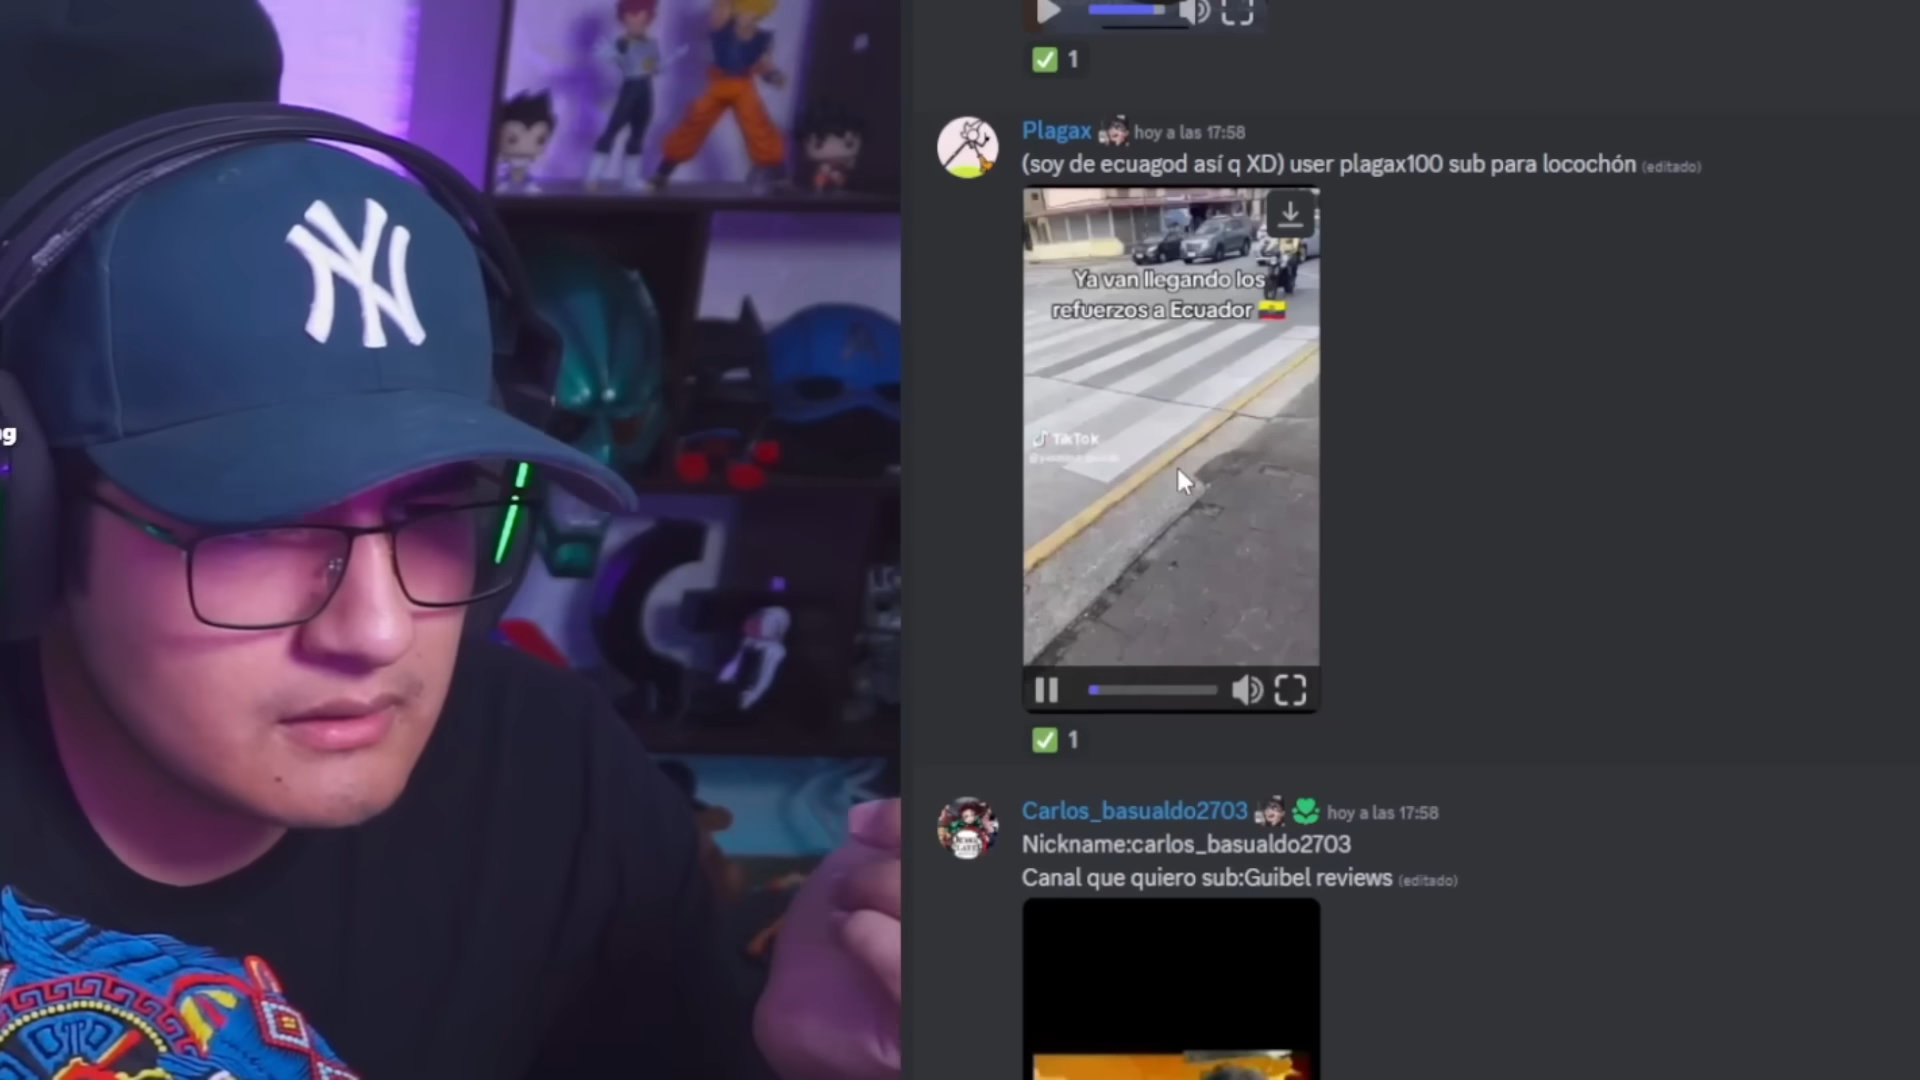 NY
g
1
Plagax hoy a las 17:58
(soy de ecuagod así q XD) user plagax100 sub para locochón (editado)
Ya van llegando los
refuerzos a Ecuador
TikTok
1
Carlos_basualdo2703 hoy a las 17:58
Nickname:carlos_basualdo2703
Canal que quiero sub:Guibel reviews (editado)